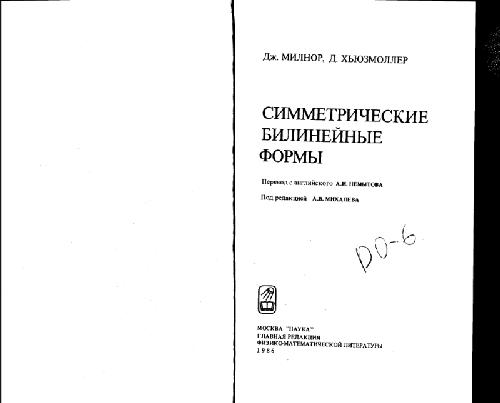 Дж. МИЛНОР, Д. ХЬЮЗМОЛЛЕР
СИММЕТРИЧЕСКИЕ
БИЛИНЕЙНЫЕ
ФОРМЫ
Перевод с английского А.И. НЕМЫТОВА
Под редакцией А.В. МИХАЛЕВА
DO-6
МОСКВА "НАУКА"
ГЛАВНАЯ РЕДАКЦИЯ
ФИЗИКО-МАТЕМАТИЧЕСКОЙ ЛИТЕРАТУРЫ
1986